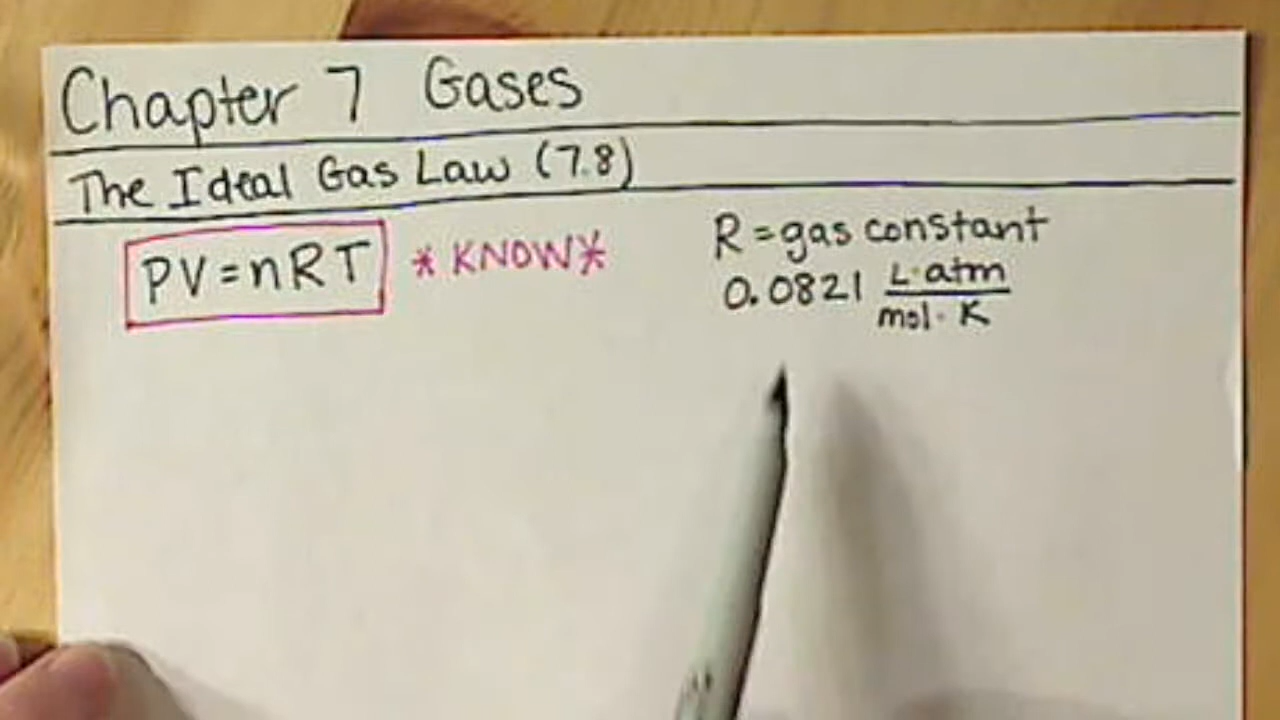 Chapter 7 Gases
The Ideal Gas Law (7.8)
PV=nRT *KNOW*
R=gas constant
0.0821 L·atm
mol·K